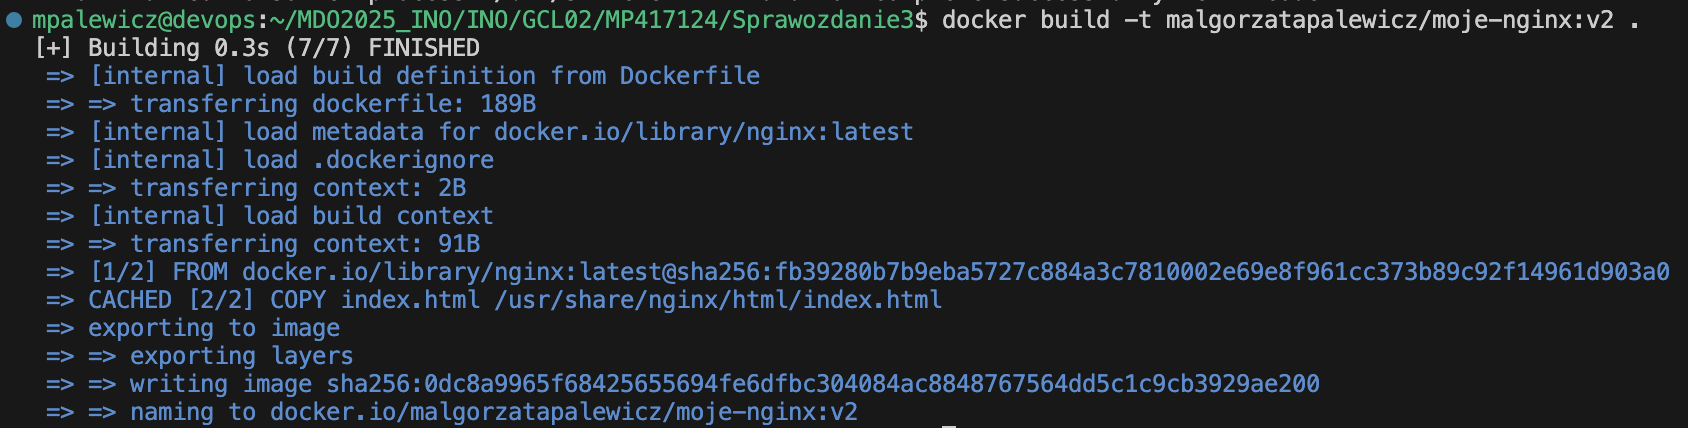 mpalewicz@devops:~/MDO2025_INO/INO/GCL02/MP417124/Sprawozdanie3$ docker build -t malgorzatapalewicz/moje-nginx:v2 .
[+] Building 0.3s (7/7) FINISHED
=> [internal] load build definition from Dockerfile
=> => transferring dockerfile: 189B
=> [internal] load metadata for docker.io/library/nginx:latest
=> [internal] load .dockerignore
=> => transferring context: 2B
=> [internal] load build context
=> => transferring context: 91B
=> [1/2] FROM docker.io/library/nginx:latest@sha256:fb39280b7b9eba5727c884a3c7810002e69e8f961cc373b89c92f14961d903a0
=> CACHED [2/2] COPY index.html /usr/share/nginx/html/index.html
=> exporting to image
=> => exporting layers
=> => writing image sha256:0dc8a9965f68425655694fe6dfbc304084ac8848767564dd5c1c9cb3929ae200
=> => naming to docker.io/malgorzatapalewicz/moje-nginx:v2